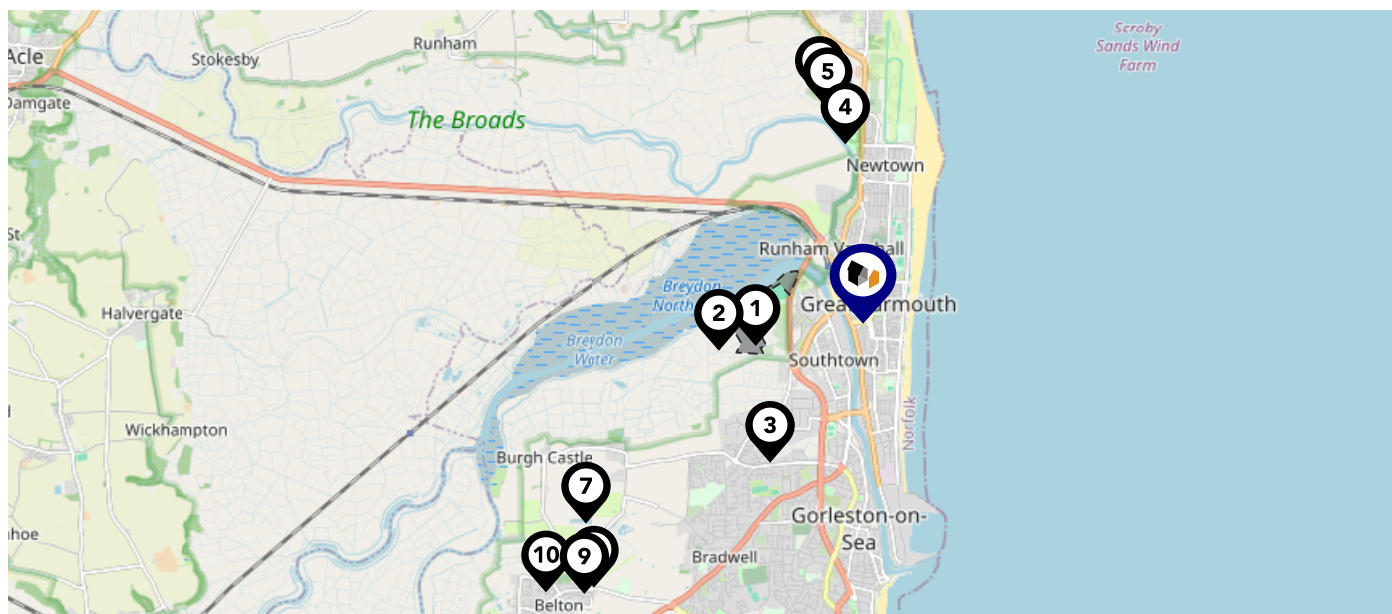 Scroby
Sands Wind
Farm
Acle
Stokesby
Runham
Damgate
The Broads
5
4
Newtown
St
Runham Vauxhall
Halvergate
Breydon
2
1
Great Yarmouth
Breydon
Water
Southtown
Norfolk
Wickhampton
3
Burgh Castle
7
Gorleston-on-
Sea
10
9
Bradwell
Belton